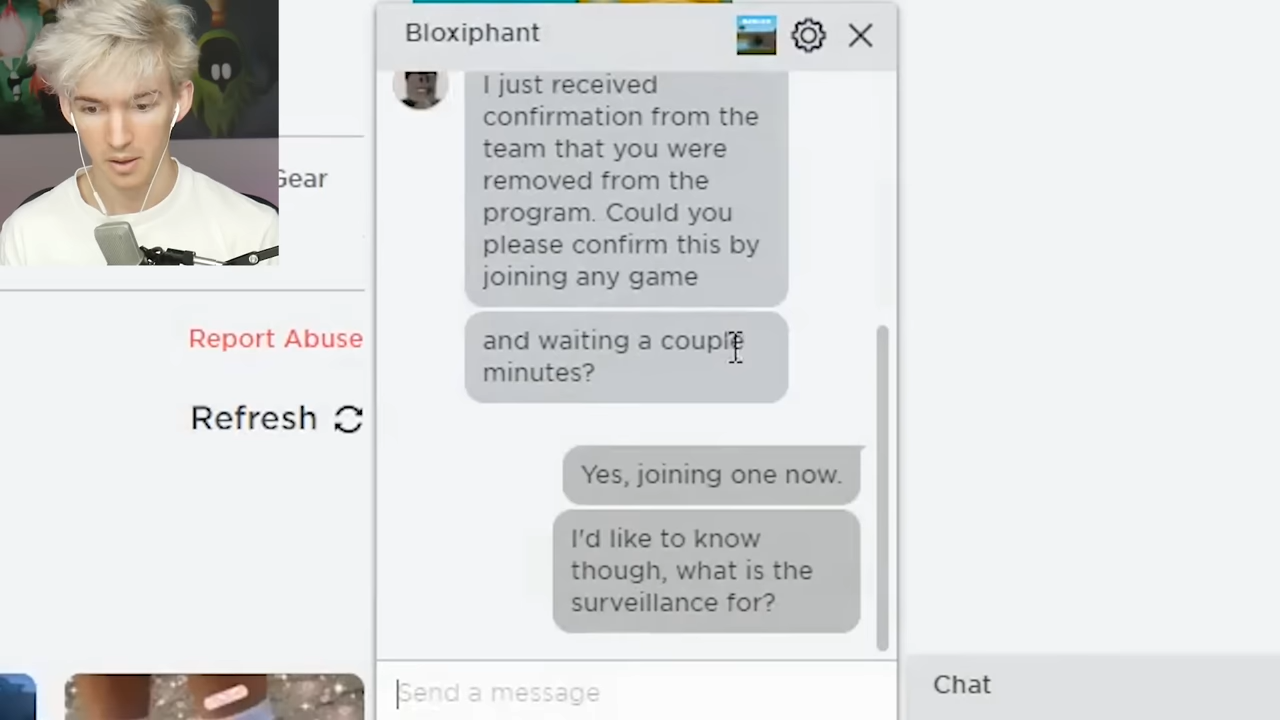 Bloxiphant
I just received
confirmation from the
team that you were
removed from the
program. Could you
please confirm this by
joining any game
and waiting a couple
minutes?
Gear
Report Abuse
Refresh
Yes, joining one now.
I'd like to know
though, what is the
surveillance for?
Send a message
Chat